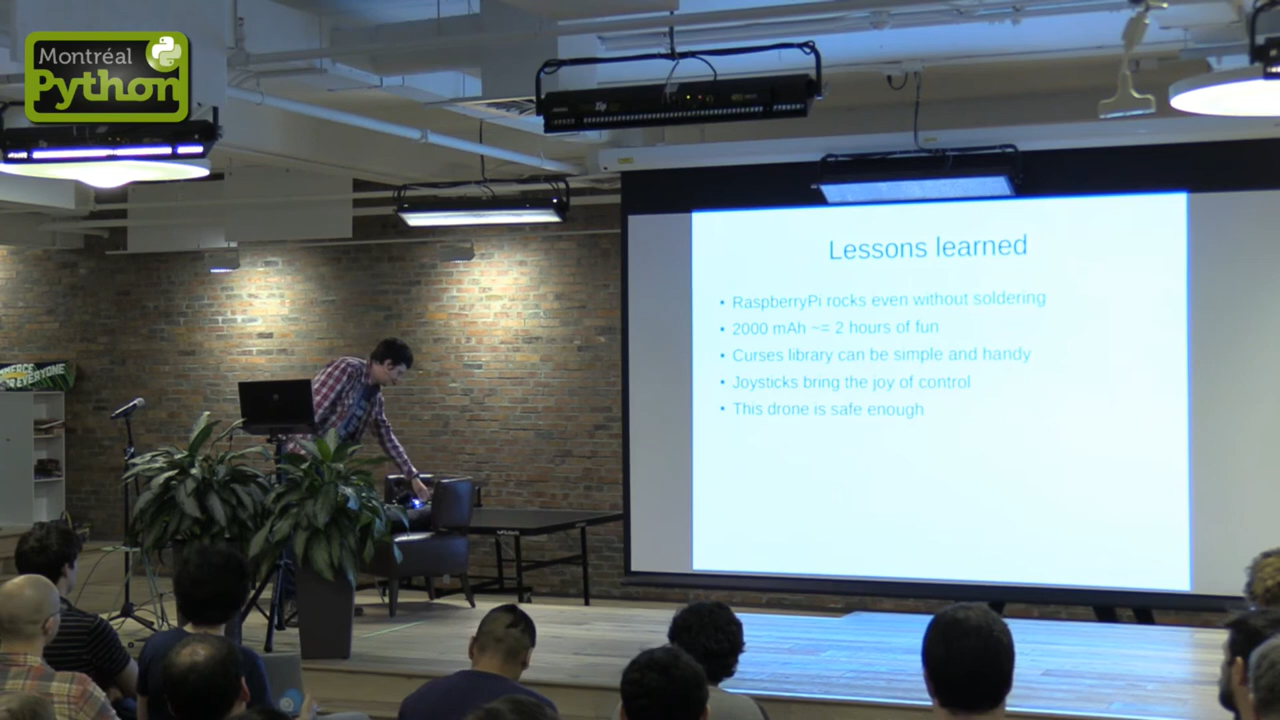 Montréal
Python
Lessons learned
• RaspberryPi rocks even without soldering
• 2000 mAh ~= 2 hours of fun
• Curses library can be simple and handy
• Joysticks bring the joy of control
• This drone is safe enough
EVERYONE